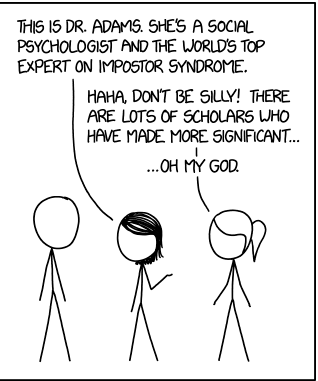 THIS IS DR. ADAMS. SHE'S A SOCIAL
PSYCHOLOGIST AND THE WORLD'S TOP
EXPERT ON IMPOSTOR SYNDROME.
HAHA, DON'T BE SILLY! THERE
ARE LOTS OF SCHOLARS WHO
HAVE MADE MORE SIGNIFICANT...
...OH MY GOD.